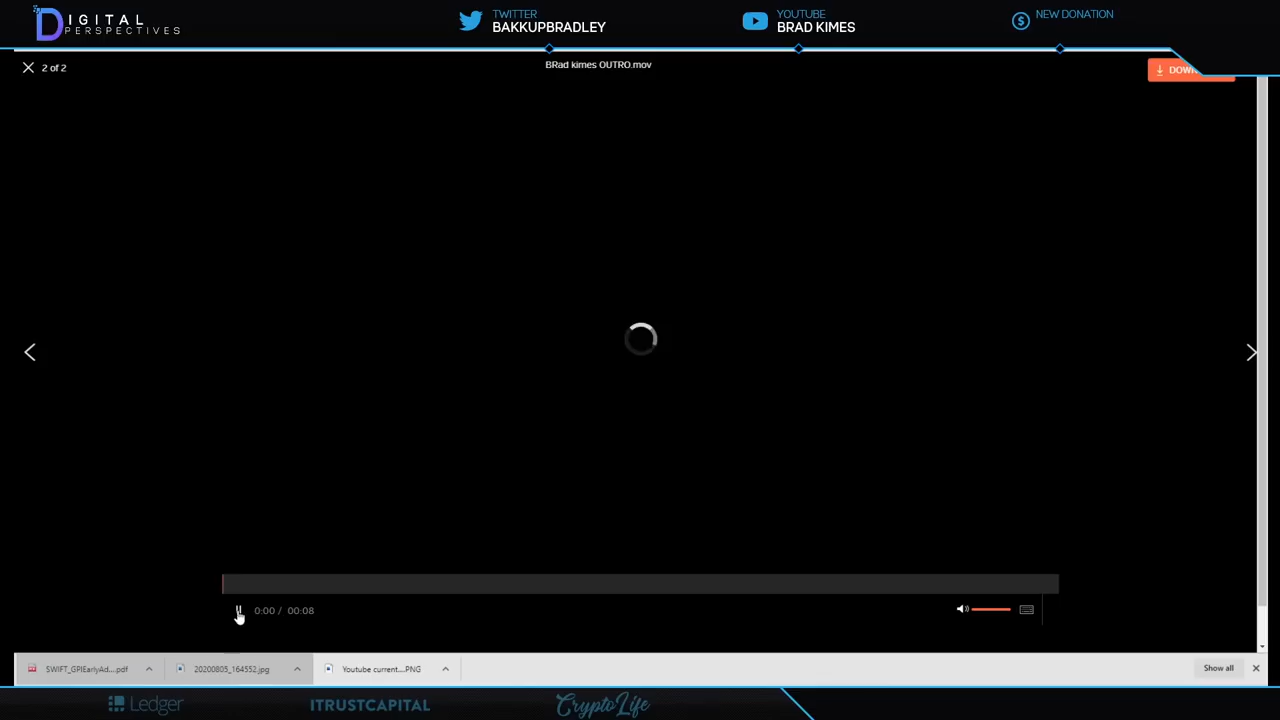 DIGITAL
PERSPECTIVES
TWITTER
BAKKUPBRADLEY
YOUTUBE
BRAD KIMES
NEW DONATION
2 of 2
BRad kimes OUTRO.mov
0:00 / 00:08
SWIFT_GPIEarlyAd....pdf
20200805_164552.jpg
Youtube current....PNG
Show all
Ledger
ITRUSTCAPITAL
CryptoLife